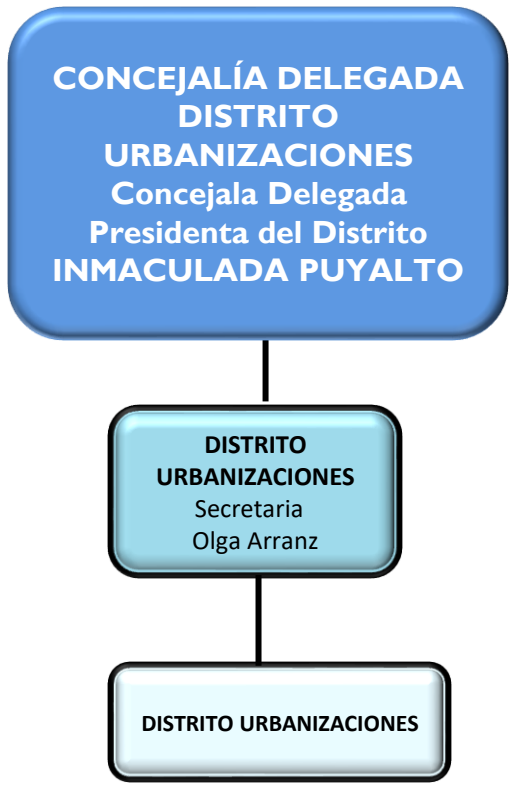 CONCEJALÍA DELEGADA
DISTRITO
URBANIZACIONES
Concejala Delegada
Presidenta del Distrito
INMACULADA PUYALTO
DISTRITO
URBANIZACIONES
Secretaria
Olga Arranz
DISTRITO URBANIZACIONES